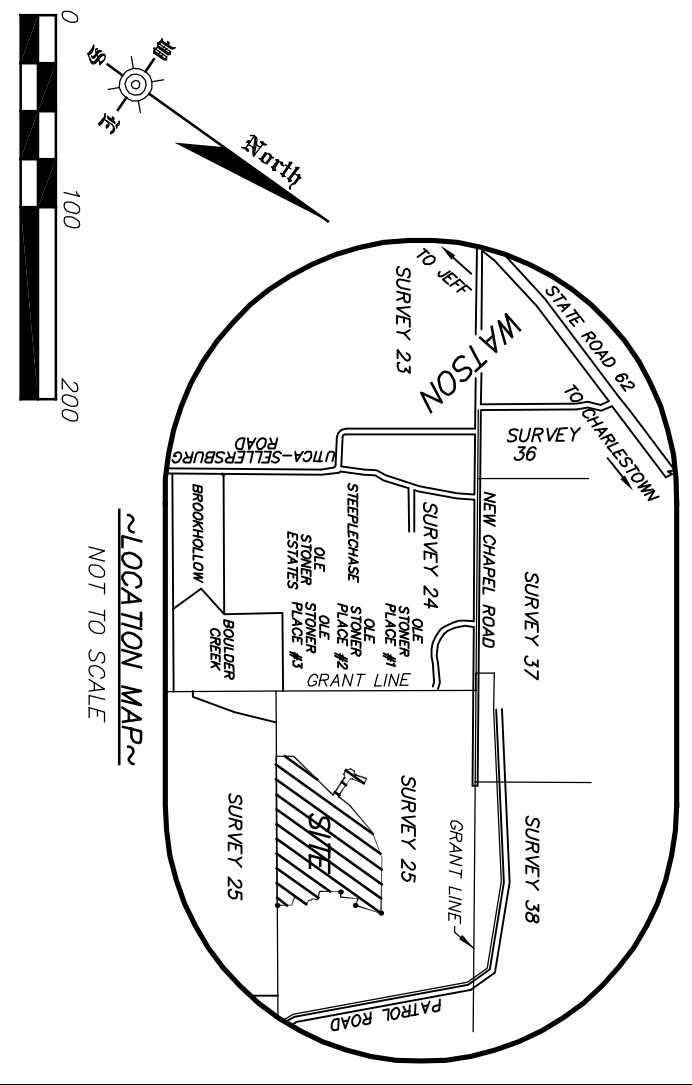 0
100
200
North
TO JEFF
SURVEY 23
WATSON
STATE ROAD 62
TO CHARLESTOWN
SURVEY
36
UTICA-SELLERSBURG
ROAD
BROOKHOLLOW
BOULDER
CREEK
STEEPLECHASE
OLE
STONER
ESTATES
OLE
STONER
PLACE #3
OLE
STONER
PLACE #2
OLE
STONER
PLACE #1
SURVEY 24
NEW CHAPEL ROAD
SURVEY 37
GRANT LINE
SURVEY 25
SITE
SURVEY 25
GRANT LINE
SURVEY 38
PATROL ROAD
~LOCATION MAP~
NOT TO SCALE